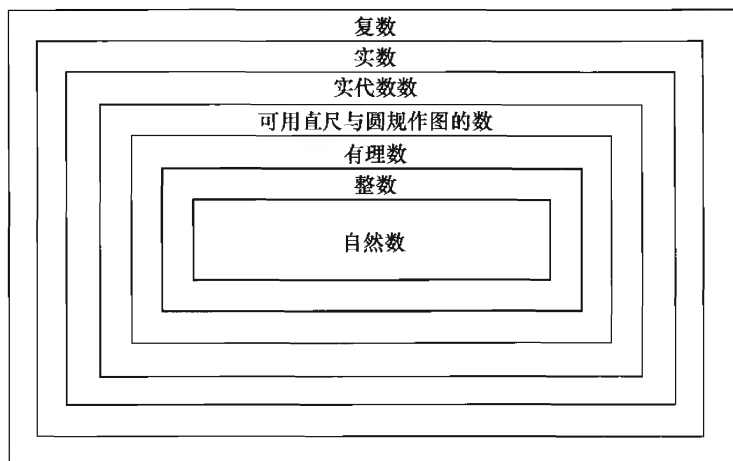 复数
实数
实代数数
可用直尺与圆规作图的数
有理数
整数
自然数